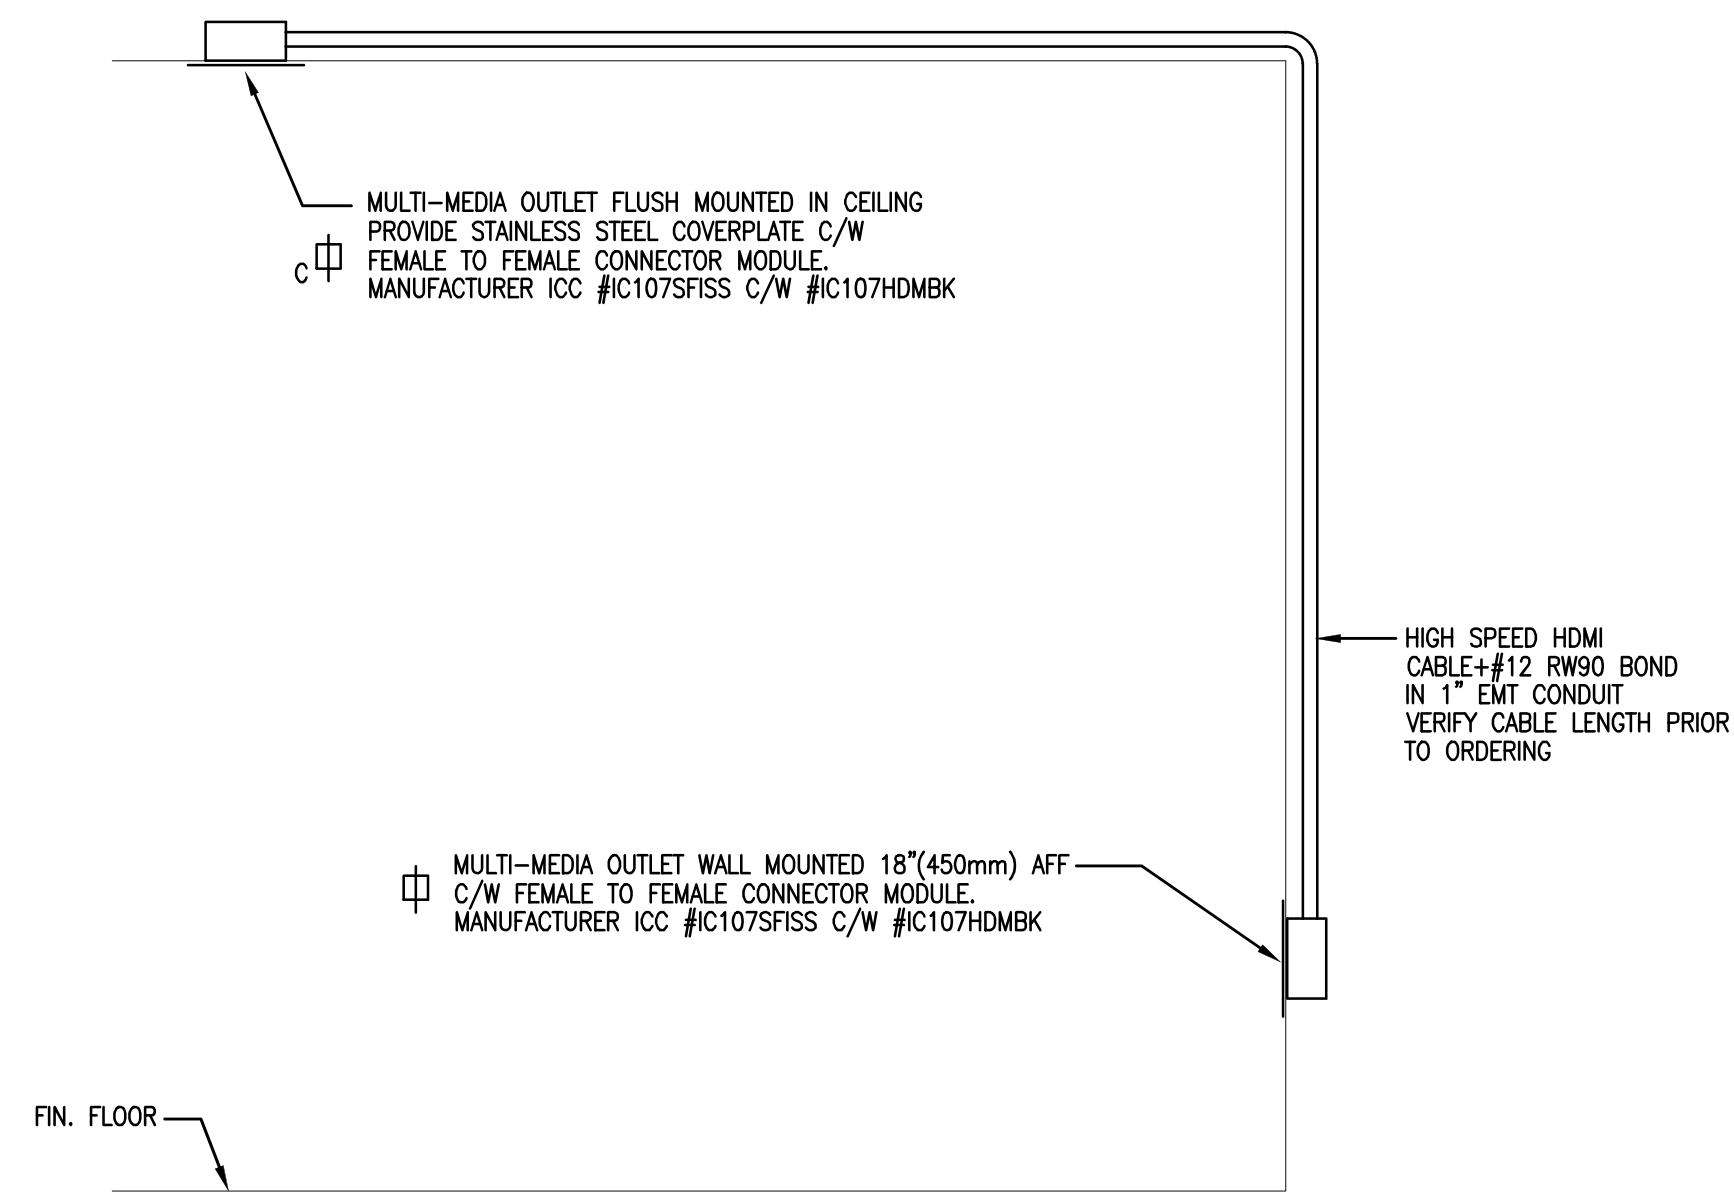 MULTI-MEDIA OUTLET FLUSH MOUNTED IN CEILING
PROVIDE STAINLESS STEEL COVERPLATE C/W
FEMALE TO FEMALE CONNECTOR MODULE.
MANUFACTURER ICC #IC107SFISS C/W #IC107HDMBK
C
HIGH SPEED HDMI
CABLE+#12 RW90 BOND
IN 1" EMT CONDUIT
VERIFY CABLE LENGTH PRIOR
TO ORDERING
MULTI-MEDIA OUTLET WALL MOUNTED 18"(450mm) AFF
C/W FEMALE TO FEMALE CONNECTOR MODULE.
MANUFACTURER ICC #IC107SFISS C/W #IC107HDMBK
FIN. FLOOR